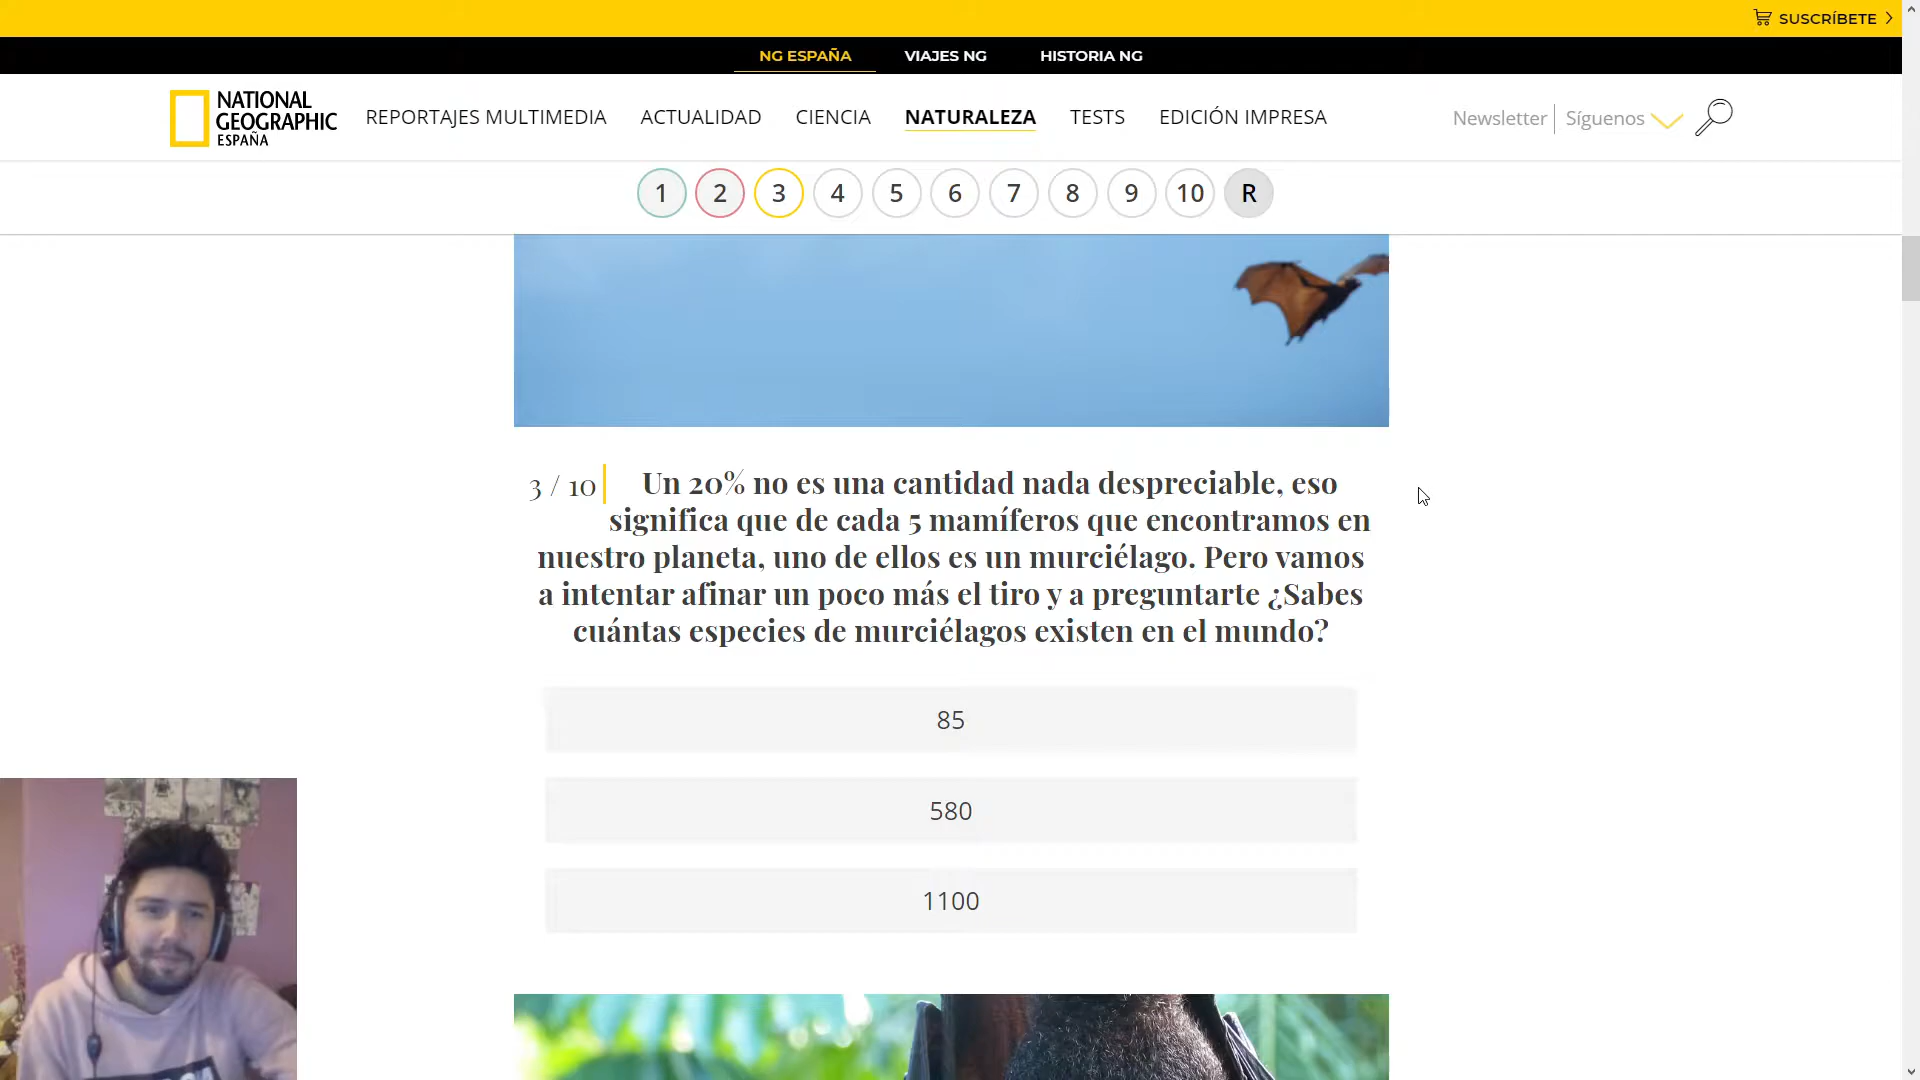 SUSCRÍBETE
NG ESPAÑA VIAJES NG HISTORIA NG
NATIONAL
GEOGRAPHIC
ESPAÑA
REPORTAJES MULTIMEDIA ACTUALIDAD CIENCIA NATURALEZA TESTS EDICIÓN IMPRESA
Newsletter Síguenos
1 2 3 4 5 6 7 8 9 10 R
3 / 10 Un 20% no es una cantidad nada despreciable, eso
significa que de cada 5 mamíferos que encontramos en
nuestro planeta, uno de ellos es un murciélago. Pero vamos
a intentar afinar un poco más el tiro y a preguntarte ¿Sabes
cuántas especies de murciélagos existen en el mundo?
85
580
1100